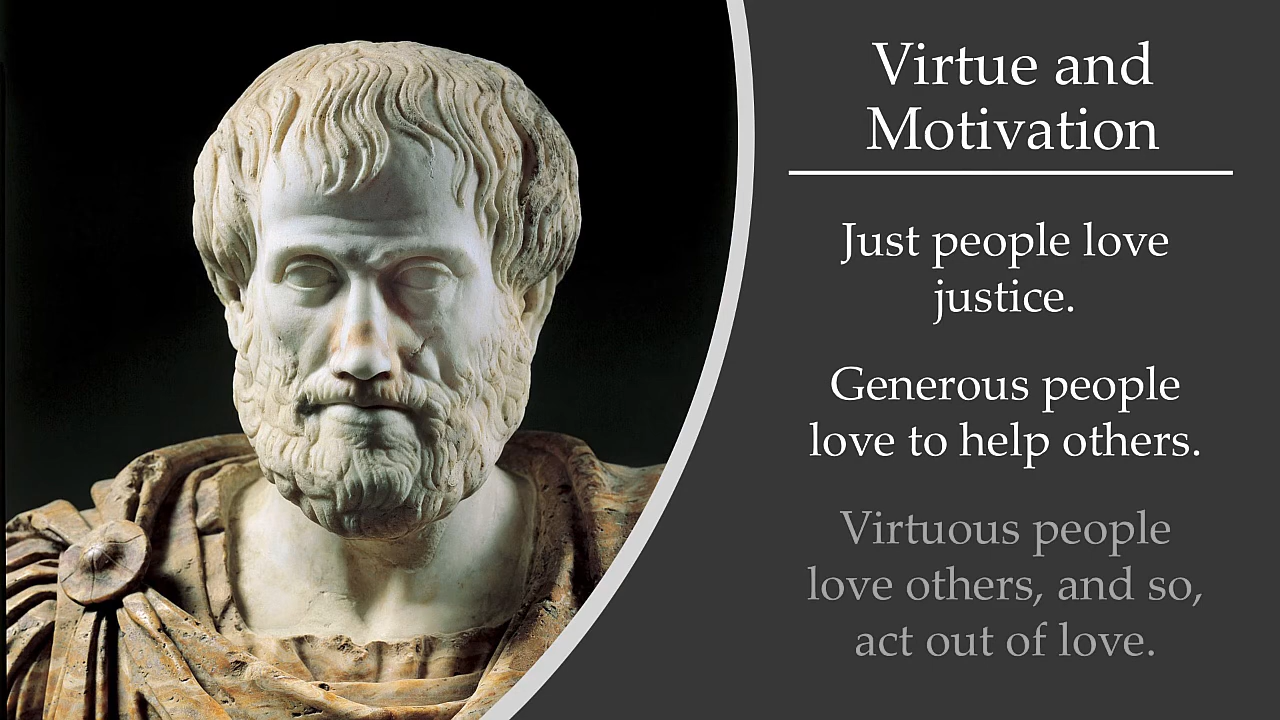 Virtue and
Motivation
Just people love
justice.
Generous people
love to help others.
Virtuous people
love others, and so,
act out of love.